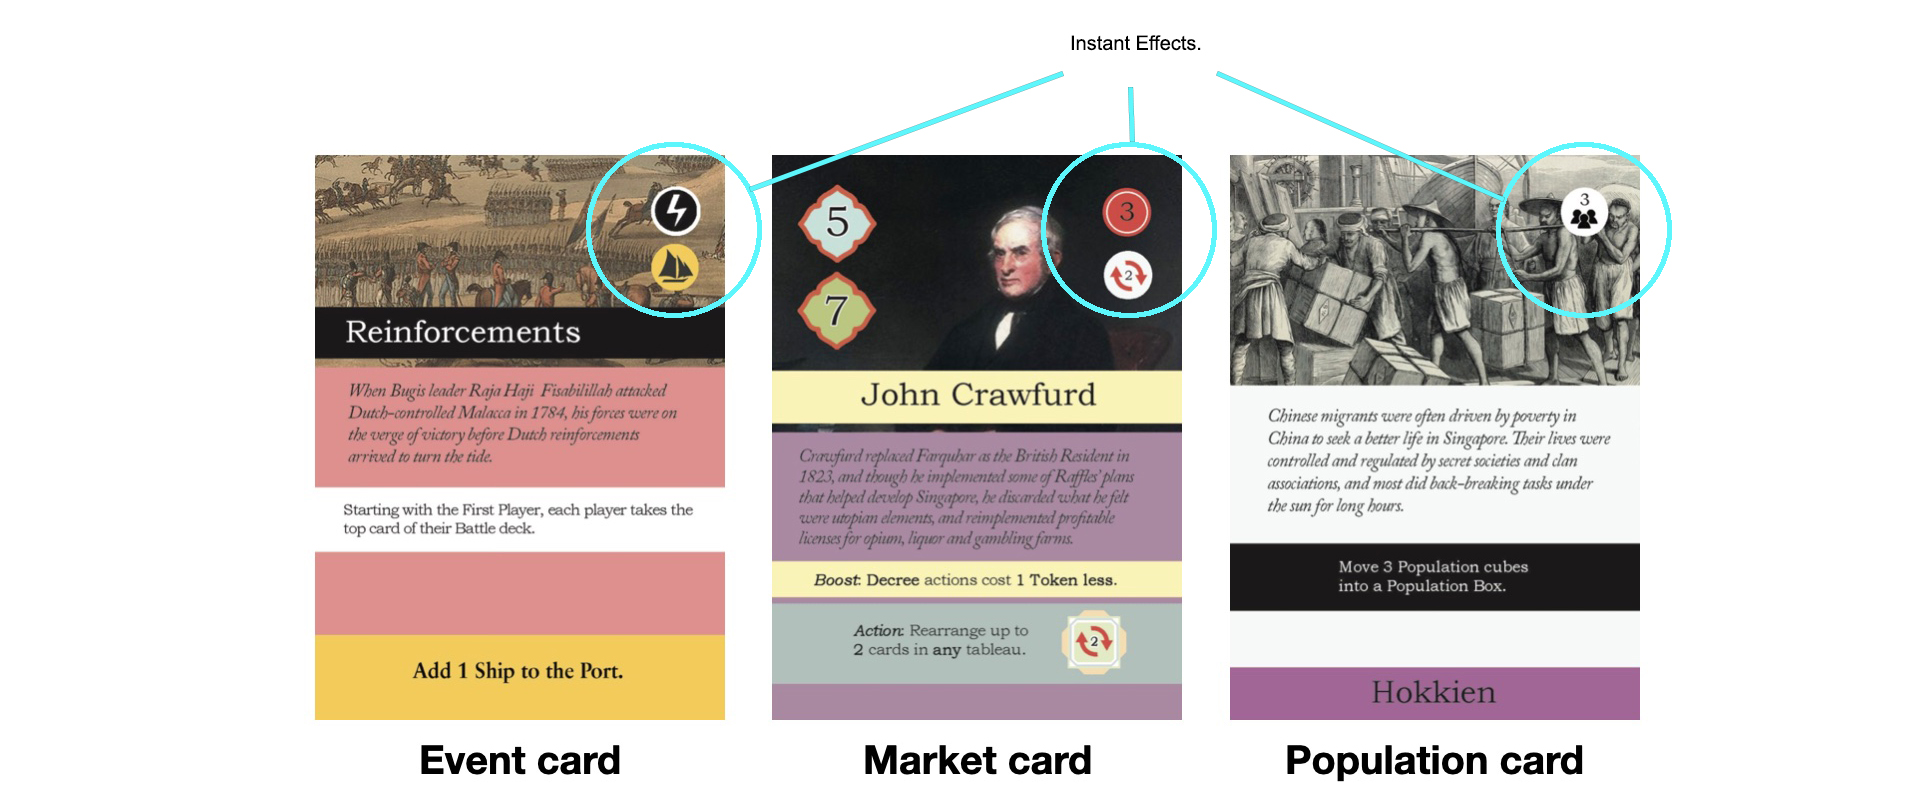 Instant Effects.
Reinforcements
When Bugis leader Raja Haji Fisabilillah attacked
Dutch-controlled Malacca in 1784, his forces were on
the verge of victory before Dutch reinforcements
arrived to turn the tide.
Starting with the First Player, each player takes the
top card of their Battle deck.
Add 1 Ship to the Port.
Event card
5
3
2
7
John Crawfurd
Crawfurd replaced Farquhar as the British Resident in
1823, and though he implemented some of Raffles' plans
that helped develop Singapore, he discarded what he felt
were utopian elements, and reimplemented profitable
licenses for opium, liquor and gambling farms.
Boost: Decree actions cost 1 Token less.
Action: Rearrange up to
2 cards in any tableau.
2
Market card
3
Chinese migrants were often driven by poverty in
China to seek a better life in Singapore. Their lives were
controlled and regulated by secret societies and clan
associations, and most did back-breaking tasks under
the sun for long hours.
Move 3 Population cubes
into a Population Box.
Hokkien
Population card